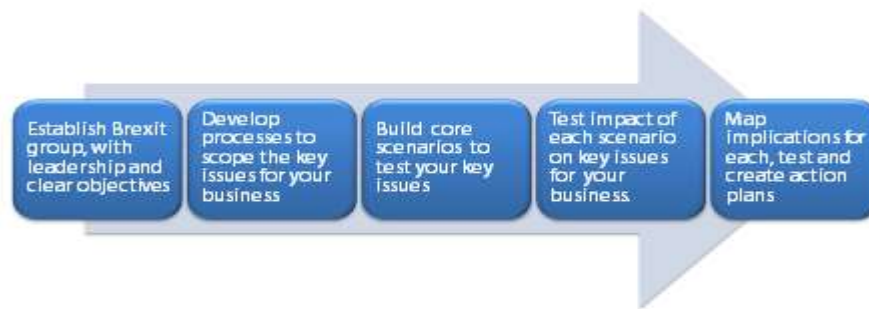 Establish Brexit
group, with
leadership and
clear objectives
Develop
processes to
scope the key
issues for your
business
Build core
scenarios to
test your key
issues
Test impact of
each scenario
on key issues
for your
business.
Map
implications for
each, test and
create action
plans